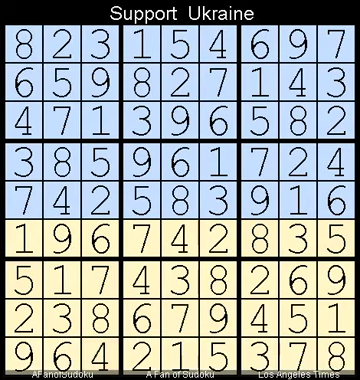 Support Ukraine
8 2 3 1 5 4 6 9 7
6 5 9 8 2 7 1 4 3
4 7 1 3 9 6 5 8 2
3 8 5 9 6 1 7 2 4
7 4 2 5 8 3 9 1 6
1 9 6 7 4 2 8 3 5
5 1 7 4 3 8 2 6 9
2 3 8 6 7 9 4 5 1
9 6 4 2 1 5 3 7 8
AFanofSudoku A Fan of Sudoku Los Angeles Times